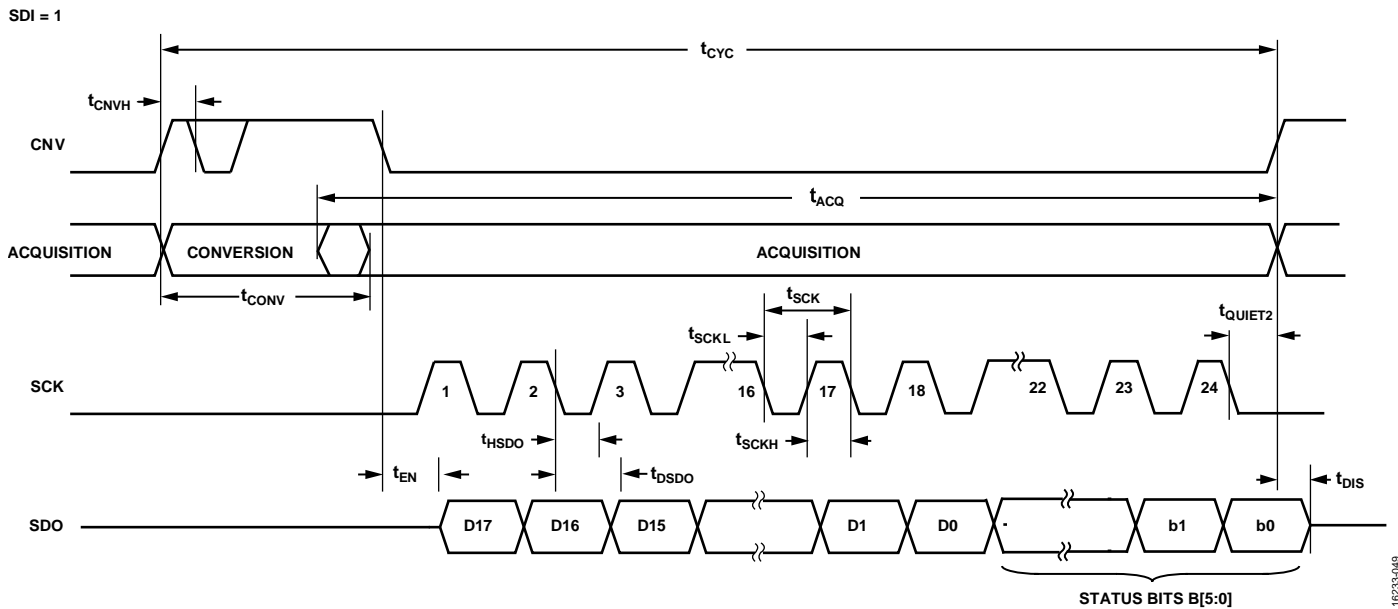 SDI = 1
tCYC
tCNVH
CNV
tACQ
ACQUISITION CONVERSION ACQUISITION
tCONV
tSCK
tQUIET2
tSCKL
SCK 1 2 3 16 17 18 22 23 24
tHSDO tSCKH
tEN tDSDO tDIS
SDO D17 D16 D15 D1 D0 - b1 b0
STATUS BITS B[5:0]
16233-049